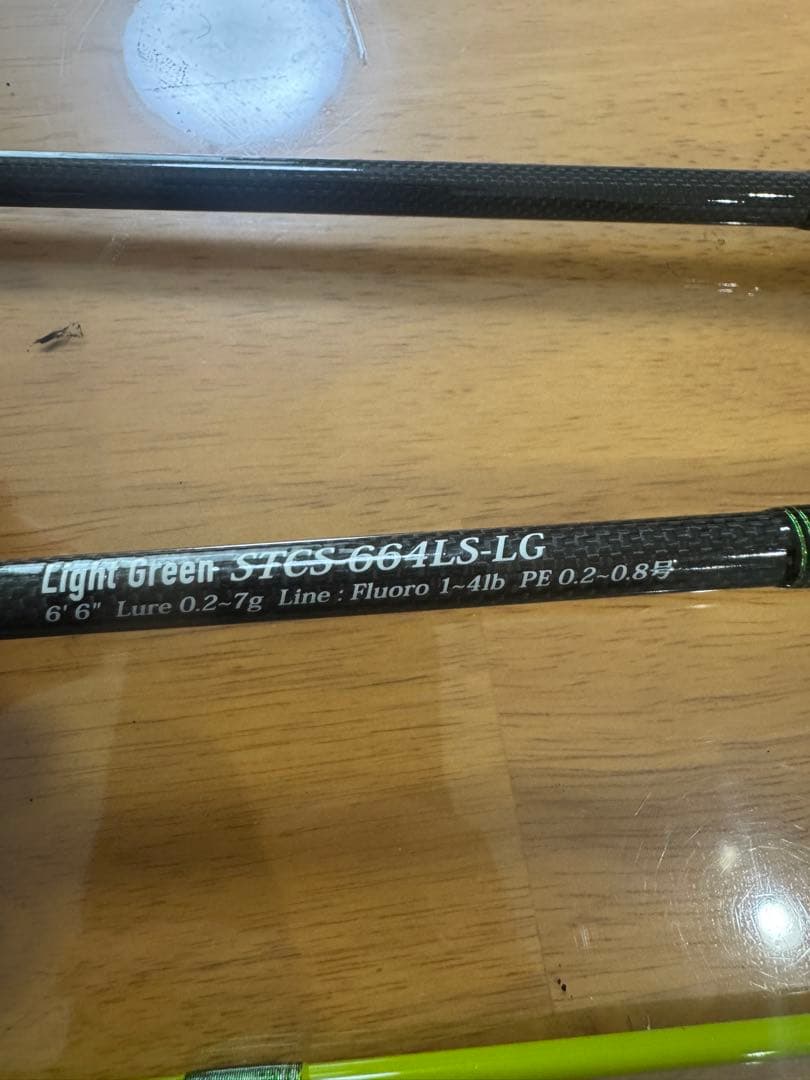 Light Green STCS-664LS-LG
6'6" Lure 0.2~7g Line : Fluoro 1~4lb PE 0.2~0.8号